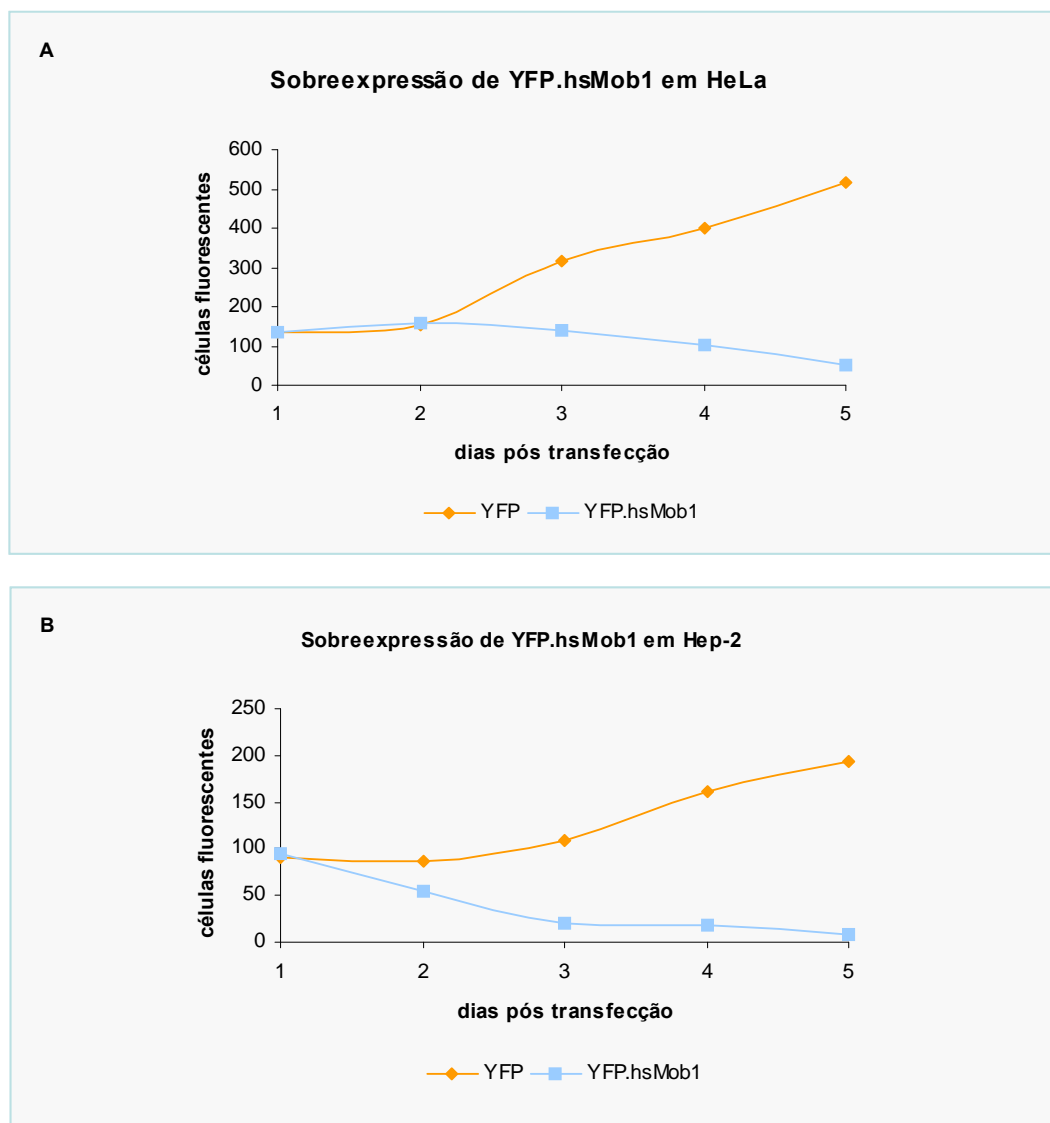 A
Sobreexpressão de YFP.hsMob1 em HeLa
600
500
400
300
200
100
0
células fluorescentes
1 2 3 4 5
dias pós transfecção
YFP YFP.hsMob1
B
Sobreexpressão de YFP.hsMob1 em Hep-2
250
200
150
100
50
0
células fluorescentes
1 2 3 4 5
dias pós transfecção
YFP YFP.hsMob1